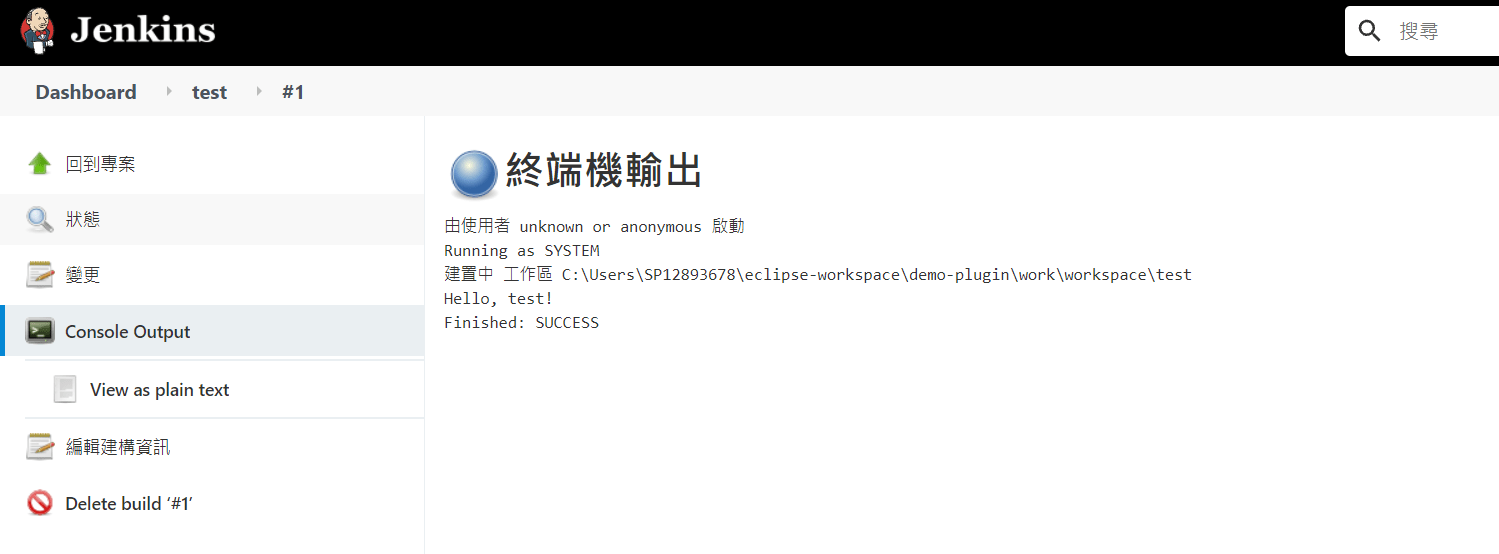 Jenkins
搜尋
Dashboard test #1
回到專案
狀態
變更
Console Output
View as plain text
編輯建構資訊
Delete build ‘#1’
終端機輸出
由使用者 unknown or anonymous 啟動
Running as SYSTEM
建置中 工作區 C:\Users\SP12893678\eclipse-workspace\demo-plugin\work\workspace\test
Hello, test!
Finished: SUCCESS